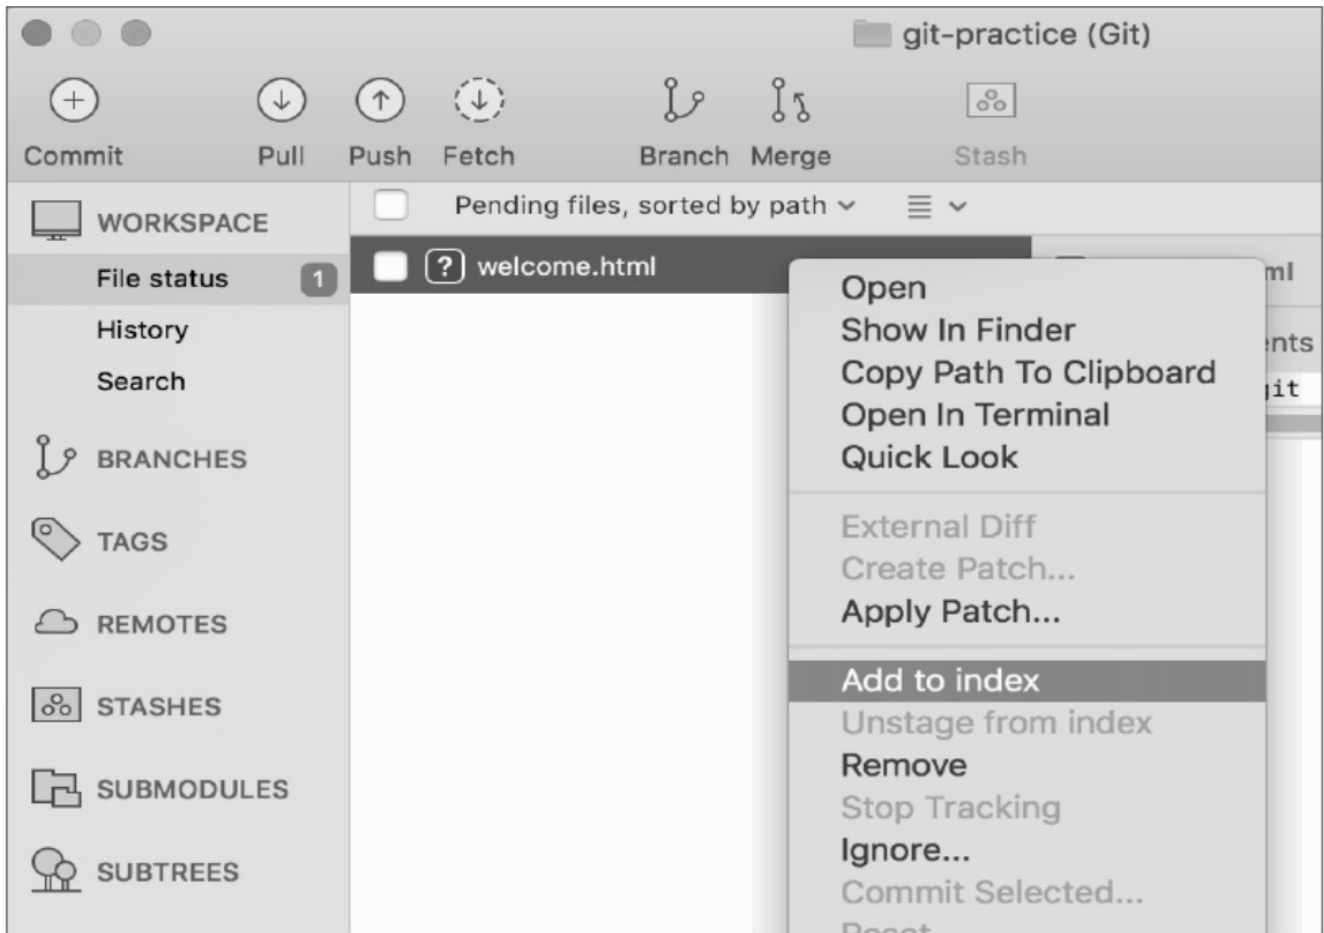 git-practice (Git)
Commit Pull Push Fetch Branch Merge Stash
WORKSPACE
File status 1
History
Search
BRANCHES
TAGS
REMOTES
STASHES
SUBMODULES
SUBTREES
Pending files, sorted by path
? welcome.html
Open
Show In Finder
Copy Path To Clipboard
Open In Terminal
Quick Look
External Diff
Create Patch...
Apply Patch...
Add to index
Unstage from index
Remove
Stop Tracking
Ignore...
Commit Selected...